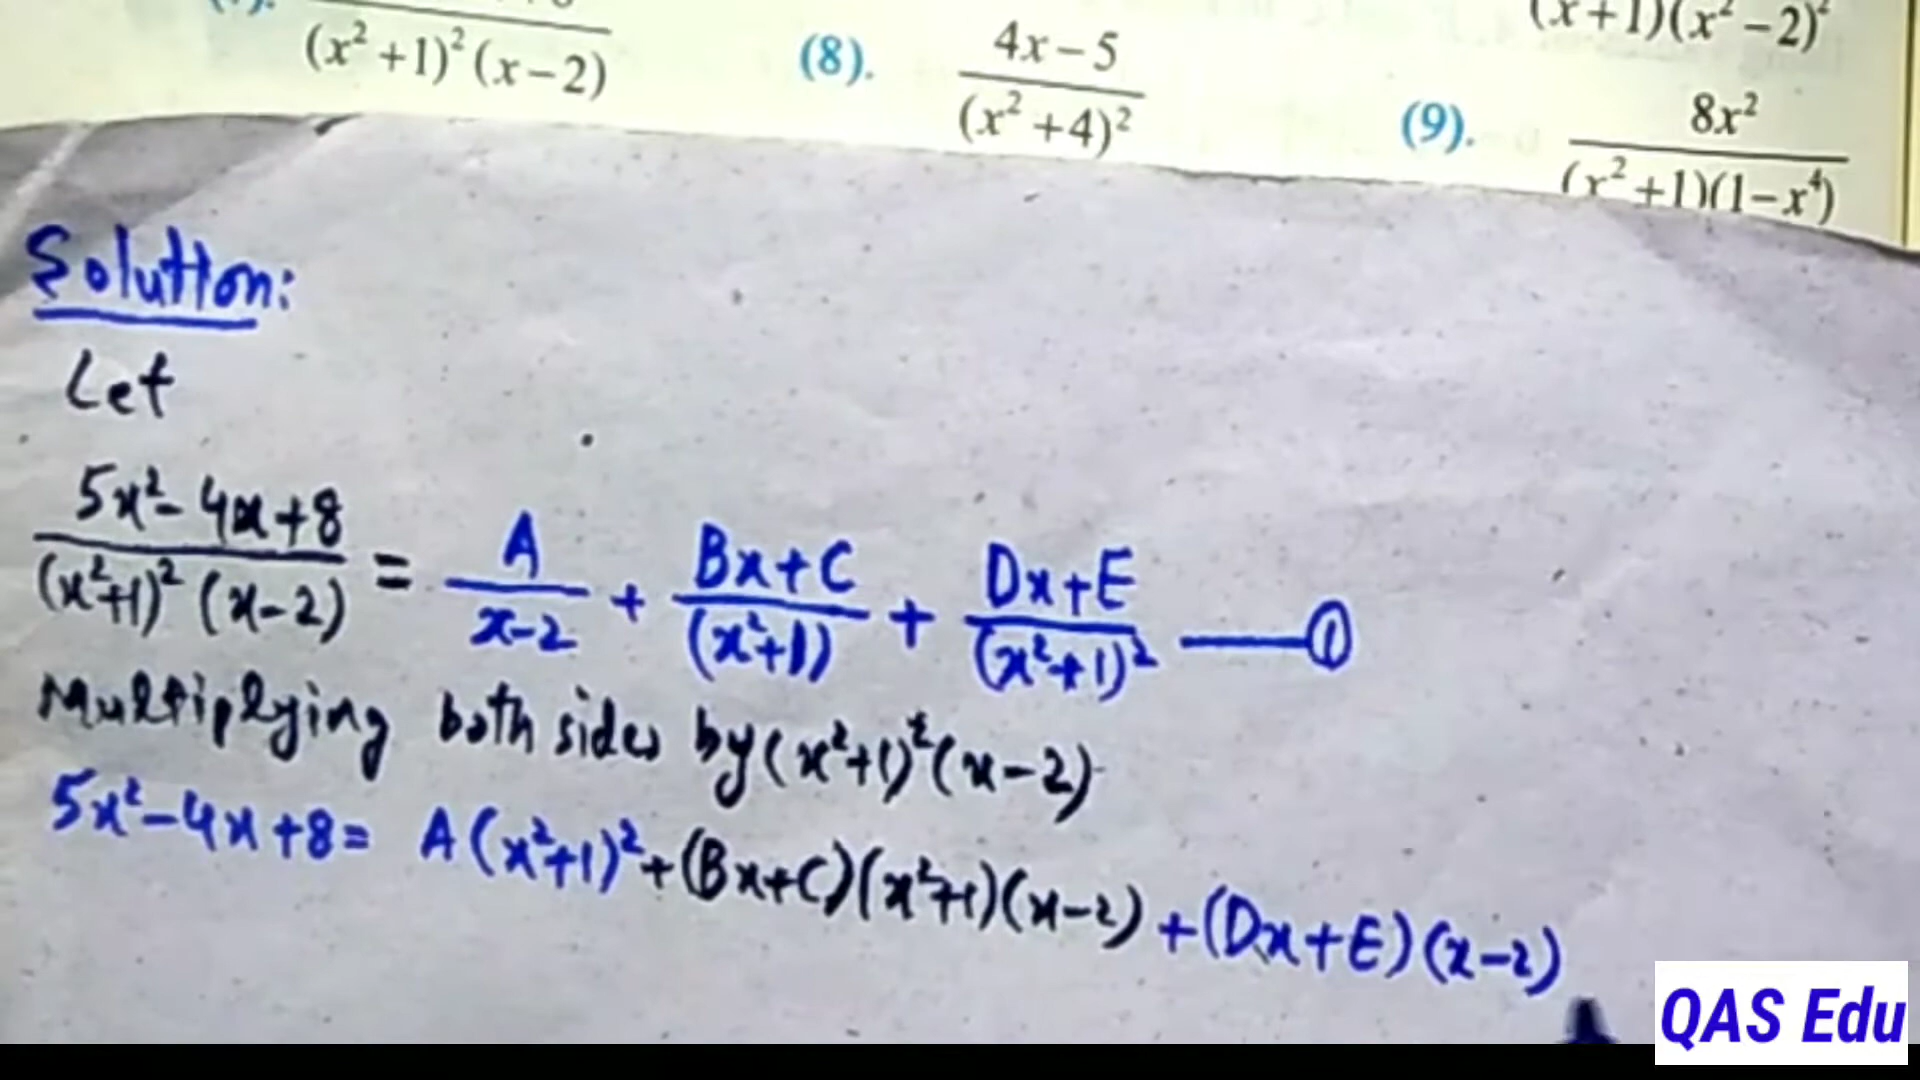 (x²+1)²(x-2)
(8). 4x-5 / (x²+4)²
(x+1)(x²-2)²
(9). 8x² / (x²+1)(1-x⁴)
Solution:
Let
5x²-4x+8 / (x²+1)²(x-2) = A / x-2 + Bx+C / (x²+1) + Dx+E / (x²+1)² —①
Multiplying both sides by (x²+1)²(x-2)
5x²-4x+8= A(x²+1)²+(Bx+C)(x²+1)(x-2)+(Dx+E)(x-2)
QAS Edu